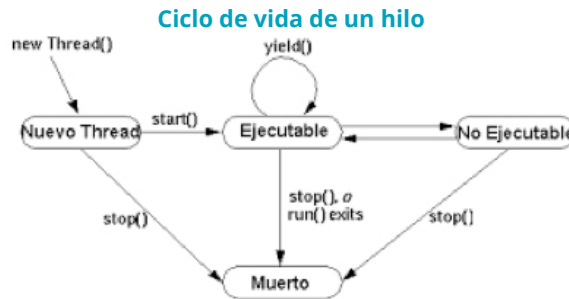 Ciclo de vida de un hilo
new Thread()
yield()
Nuevo Thread
start()
Ejecutable
No Ejecutable
stop()
stop(), o
run() exits
stop()
Muerto